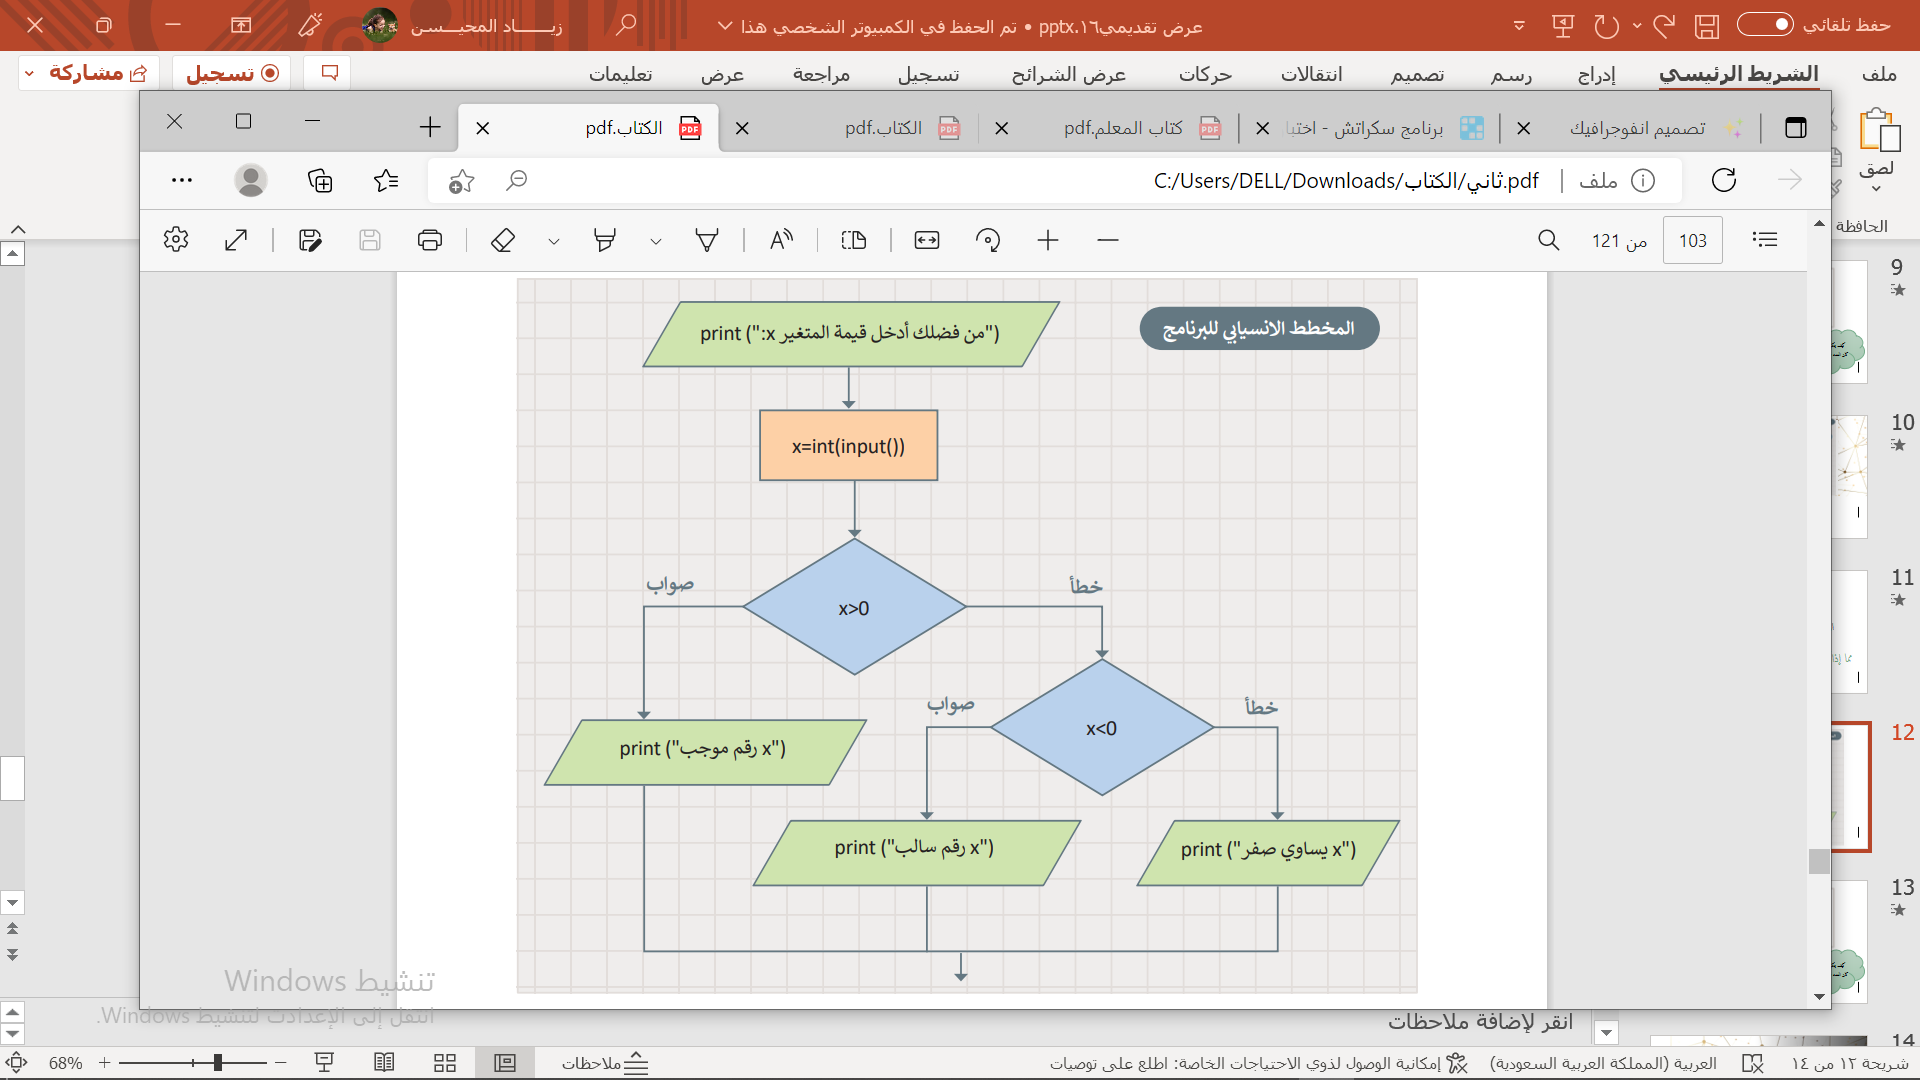 حفظ تلقائي
عرض تقديمي١٦.pptx • تم الحفظ في الكمبيوتر الشخصي هذا
زيــــــاد المحيــــسن
ملف
الشريط الرئيسي
إدراج
رسم
تصميم
انتقالات
حركات
عرض الشرائح
تسجيل
مراجعة
عرض
تعليمات
تسجيل
مشاركة
لصق
الحافظة
تصميم انفوجرافيك
برنامج سكراتش - اختبا
كتاب المعلم.pdf
الكتاب.pdf
الكتاب.pdf
ملف
C:/Users/DELL/Downloads/ثاني/الكتاب.pdf
103
من 121
المخطط الانسيابي للبرنامج
print ("من فضلك أدخل قيمة المتغير x:")
x=int(input())
x>0
صواب
خطأ
x<0
صواب
خطأ
print ("x رقم موجب")
print ("x رقم سالب")
print ("x يساوي صفر")
9
10
11
12
13
14
تنشيط Windows
انتقل إلى الإعدادات لتنشيط Windows.
انقر لإضافة ملاحظات
شريحة ١٢ من ١٤
العربية (المملكة العربية السعودية)
إمكانية الوصول لذوي الاحتياجات الخاصة: اطلع على توصيات
ملاحظات
68%